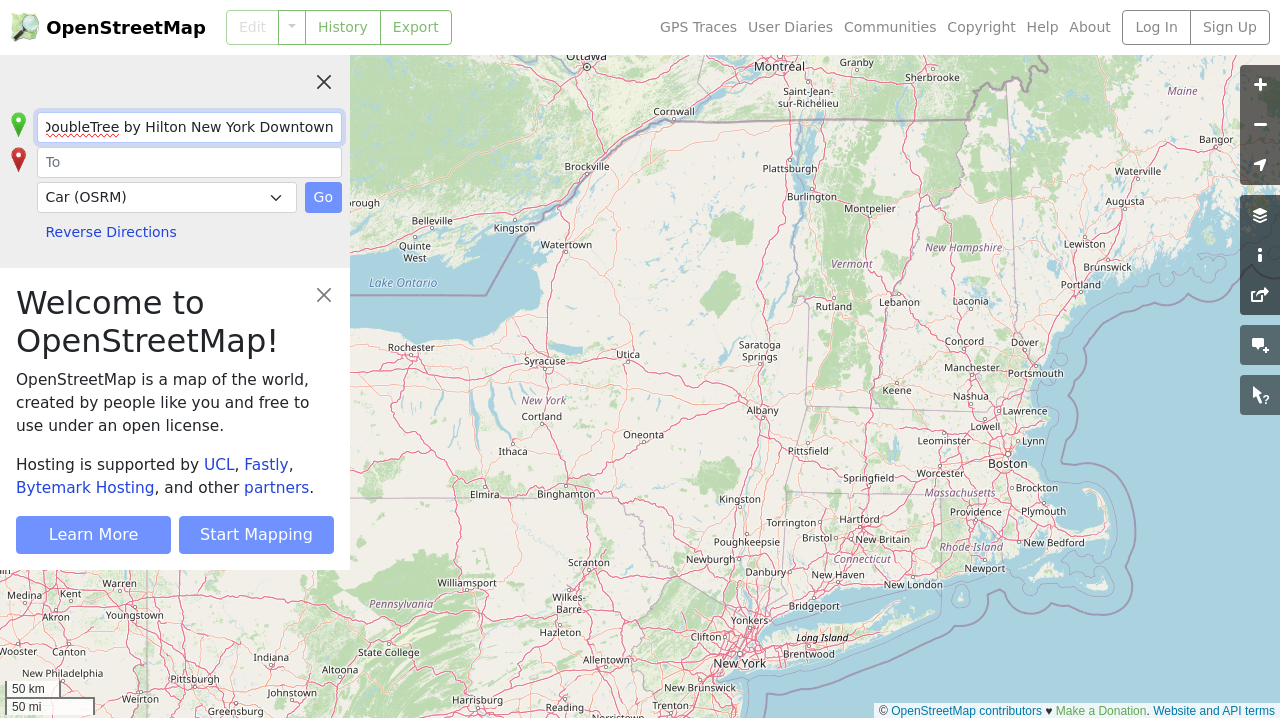 OpenStreetMap
Edit
History
Export
GPS Traces
User Diaries
Communities
Copyright
Help
About
Log In
Sign Up
DoubleTree by Hilton New York Downtown
To
Car (OSRM)
Go
Reverse Directions
Welcome to
OpenStreetMap!
OpenStreetMap is a map of the world,
created by people like you and free to
use under an open license.
Hosting is supported by UCL, Fastly,
Bytemark Hosting, and other partners.
Learn More
Start Mapping
Ottawa
Montréal
Granby
Sherbrooke
Saint-Jean-
sur-Richelieu
Cornwall
Maine
Bangor
Brockville
Plattsburgh
Waterville
Burlington
Augusta
Montpelier
Belleville
Kingston
Quinte
West
Watertown
Lewiston
New Hampshire
Brunswick
Vermont
Portland
Lake Ontario
Rutland
Lebanon
Laconia
Rochester
Syracuse
Utica
Saratoga
Springs
Concord
Dover
Manchester
Portsmouth
Keene
Nashua
New York
Cortland
Albany
Lawrence
Oneonta
Lowell
Ithaca
Pittsfield
Leominster
Lynn
Boston
Worcester
Springfield
Elmira
Binghamton
Kingston
Massachusetts
Brockton
Plymouth
Providence
Torrington
Hartford
Poughkeepsie
Bristol
New Britain
New Bedford
Rhode Island
Newburgh
Connecticut
Newport
Scranton
Danbury
New Haven
New London
Warren
Williamsport
Medina
Kent
Youngstown
Wilkes-
Barre
Pennsylvania
Bridgeport
Akron
Yonkers
Hazleton
Clifton
Long Island
Wooster
Canton
Indiana
State College
Brentwood
Allentown
New York
New Philadelphia
Altoona
Pittsburgh
New Brunswick
Johnstown
Weirton
Greensburg
Harrisburg
Reading
Trenton
Norristown
50 km
50 mi
© OpenStreetMap contributors ♥ Make a Donation. Website and API terms